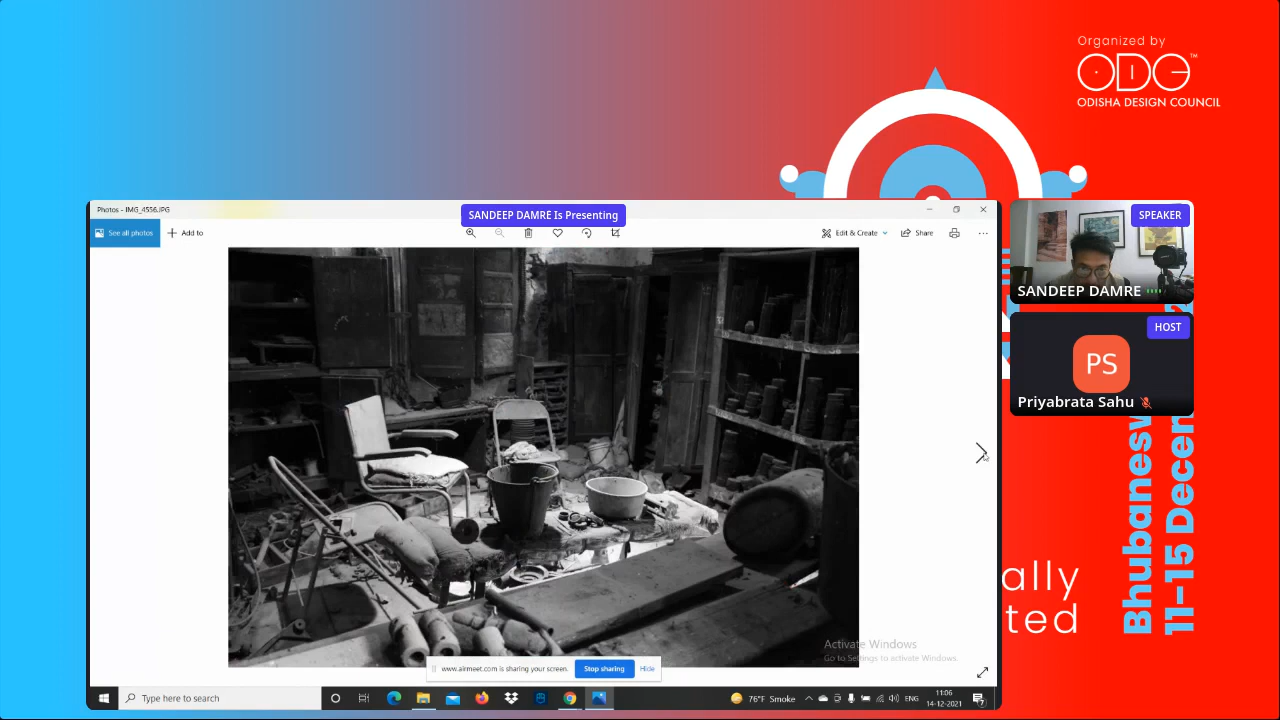 Organized by
ODC™
ODISHA DESIGN COUNCIL
Photos - IMG_4556.JPG
SANDEEP DAMRE Is Presenting
See all photos
Add to
Edit & Create
Share
SPEAKER
SANDEEP DAMRE
HOST
PS
Priyabrata Sahu
Bhubanesw
11-15 Decem
ally
ted
Activate Windows
Go to Settings to activate Windows.
www.airmeet.com is sharing your screen.
Stop sharing
Hide
Type here to search
76°F Smoke
ENG
11:06
14-12-2021
7